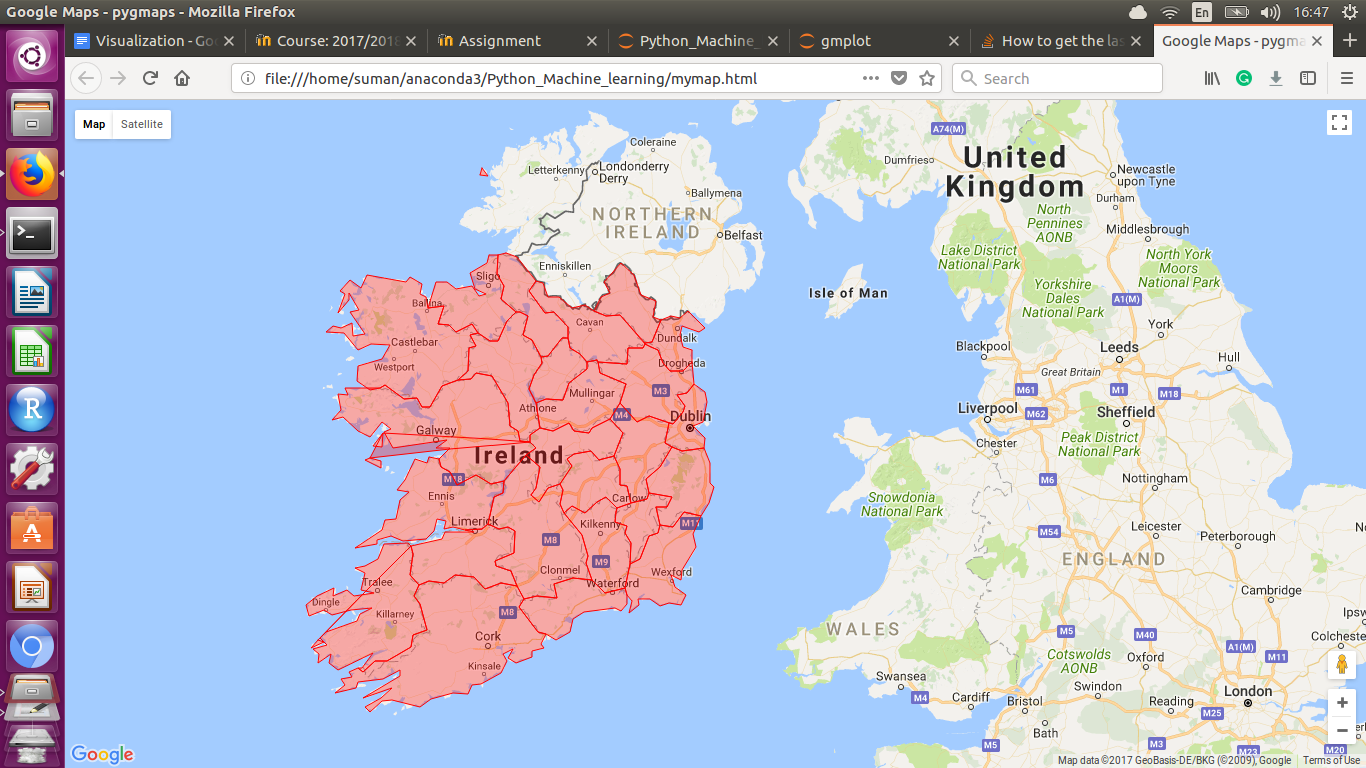 Google Maps - pygmaps - Mozilla Firefox
En
16:47
Visualization - Go
Course: 2017/2018
Assignment
Python_Machine_
gmplot
How to get the las
Google Maps - pygma
file:///home/suman/anaconda3/Python_Machine_learning/mymap.html
Search
Map
Satellite
Coleraine
Letterkenny
Londonderry
Derry
Ballymena
NORTHERN
IRELAND
Belfast
Enniskillen
Sligo
Ballina
Cavan
Dundalk
Castlebar
Westport
Drogheda
Mullingar
M3
Athlone
M4
Dublin
Galway
Ireland
M18
Ennis
Carlow
Limerick
Kilkenny
M11
M8
M9
Clonmel
Wexford
Waterford
Tralee
Dingle
Killarney
M8
Cork
Kinsale
A74(M)
Dumfries
United
Kingdom
Newcastle
upon Tyne
Durham
North
Pennines
AONB
Middlesbrough
Lake District
National Park
North York
Moors
National Park
Isle of Man
Yorkshire
Dales
National Park
A1(M)
York
Blackpool
Leeds
Hull
Great Britain
M61
M1
M18
Liverpool
M62
Sheffield
Chester
Peak District
National Park
M6
Nottingham
Snowdonia
National Park
M54
Leicester
Peterborough
No
ENGLAND
Cambridge
Ipsw
WALES
M5
M40
Colchester
A1(M)
M11
Cotswolds
AONB
Oxford
Swansea
M4
Cardiff
Bristol
Swindon
Reading
London
M25
Bath
M5
M3
M23
M20
Google
Map data ©2017 GeoBasis-DE/BKG (©2009), Google
Terms of Use